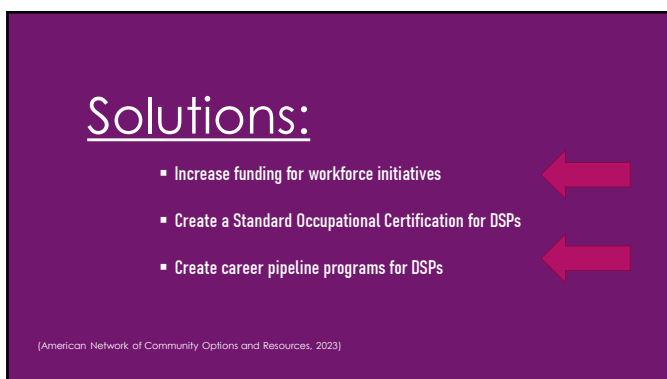 Solutions:
▪ Increase funding for workforce initiatives
▪ Create a Standard Occupational Certification for DSPs
▪ Create career pipeline programs for DSPs
(American Network of Community Options and Resources, 2023)